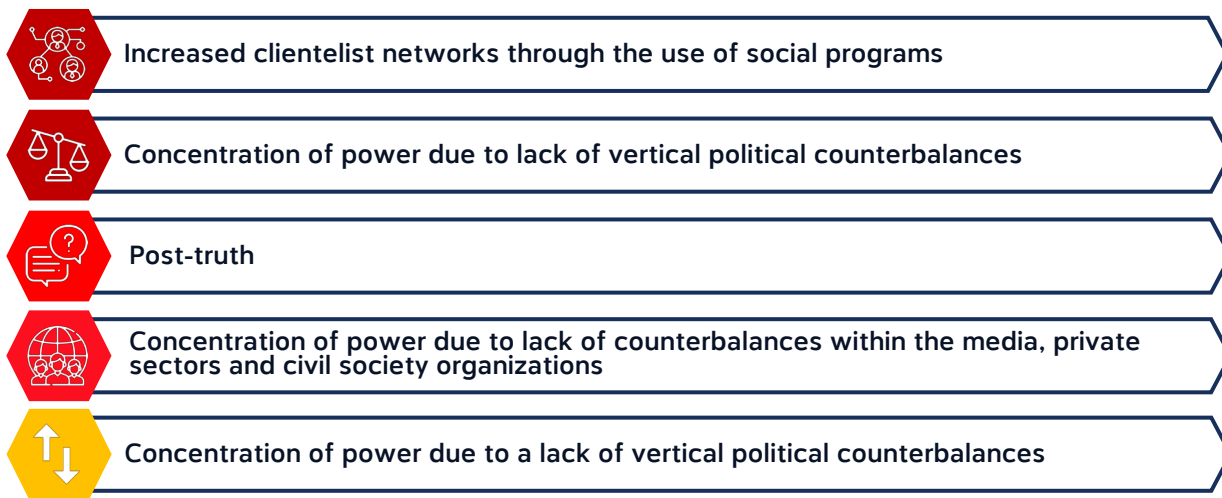 Increased clientelist networks through the use of social programs
Concentration of power due to lack of vertical political counterbalances
?
Post-truth
Concentration of power due to lack of counterbalances within the media, private
sectors and civil society organizations
Concentration of power due to a lack of vertical political counterbalances